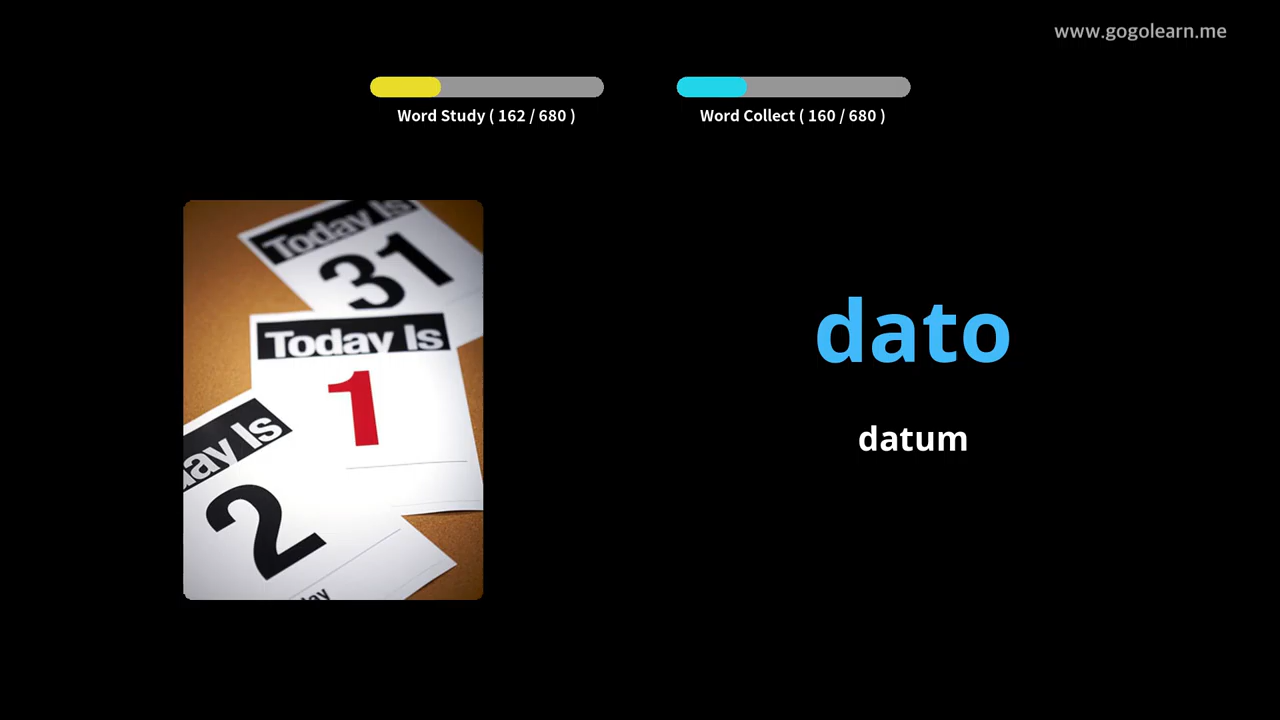 www.gogolearn.me
Word Study ( 162 / 680 )
Word Collect ( 160 / 680 )
Today Is
31
Today Is
1
day Is
2
dato
datum